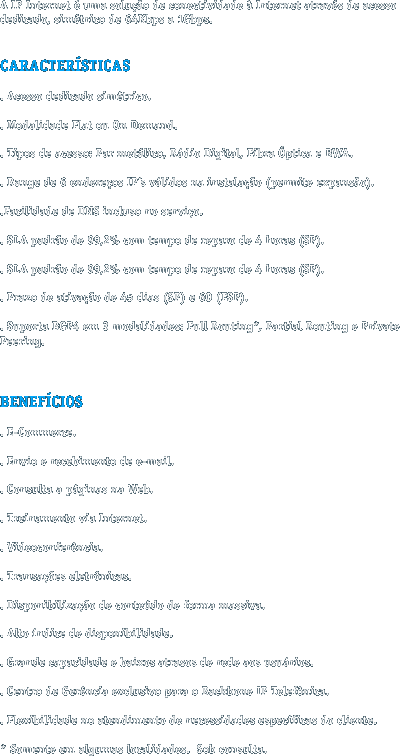 A IP Internet é uma solução de conectividade à Internet através de acesso
dedicado, simétrico de 64Kbps a 1Gbps.
CARACTERÍSTICAS
. Acesso dedicado simétrico.
. Modalidade Flat ou On Demand.
. Tipos de acesso: Par metálico, Rádio Digital, Fibra Óptica e BWA.
. Range de 6 endereços IP's válidos na instalação (permite expansão).
.Facilidade de DNS incluso no serviço.
. SLA padrão de 99,2% com tempo de reparo de 4 horas (SP).
. SLA padrão de 99,2% com tempo de reparo de 4 horas (SP).
. Prazo de ativação de 45 dias (SP) e 60 (FSP).
. Suporta BGP4 em 3 modalidades: Full Routing*, Partial Routing e Private
Peering.
BENEFÍCIOS
. E-Commerce.
. Envio e recebimento de e-mail.
. Consulta a páginas na Web.
. Treinamento via Internet.
. Videoconferência.
. Transações eletrônicas.
. Disponibilização de conteúdo de forma massiva.
. Alto índice de disponibilidade.
. Grande capacidade e baixos atrasos de rede aos usuários.
. Centro de Gerência exclusivo para o Backbone IP Telefônica.
. Flexibilidade no atendimento de necessidades específicas do cliente.
* Somente em algumas localidades. Sob consulta.